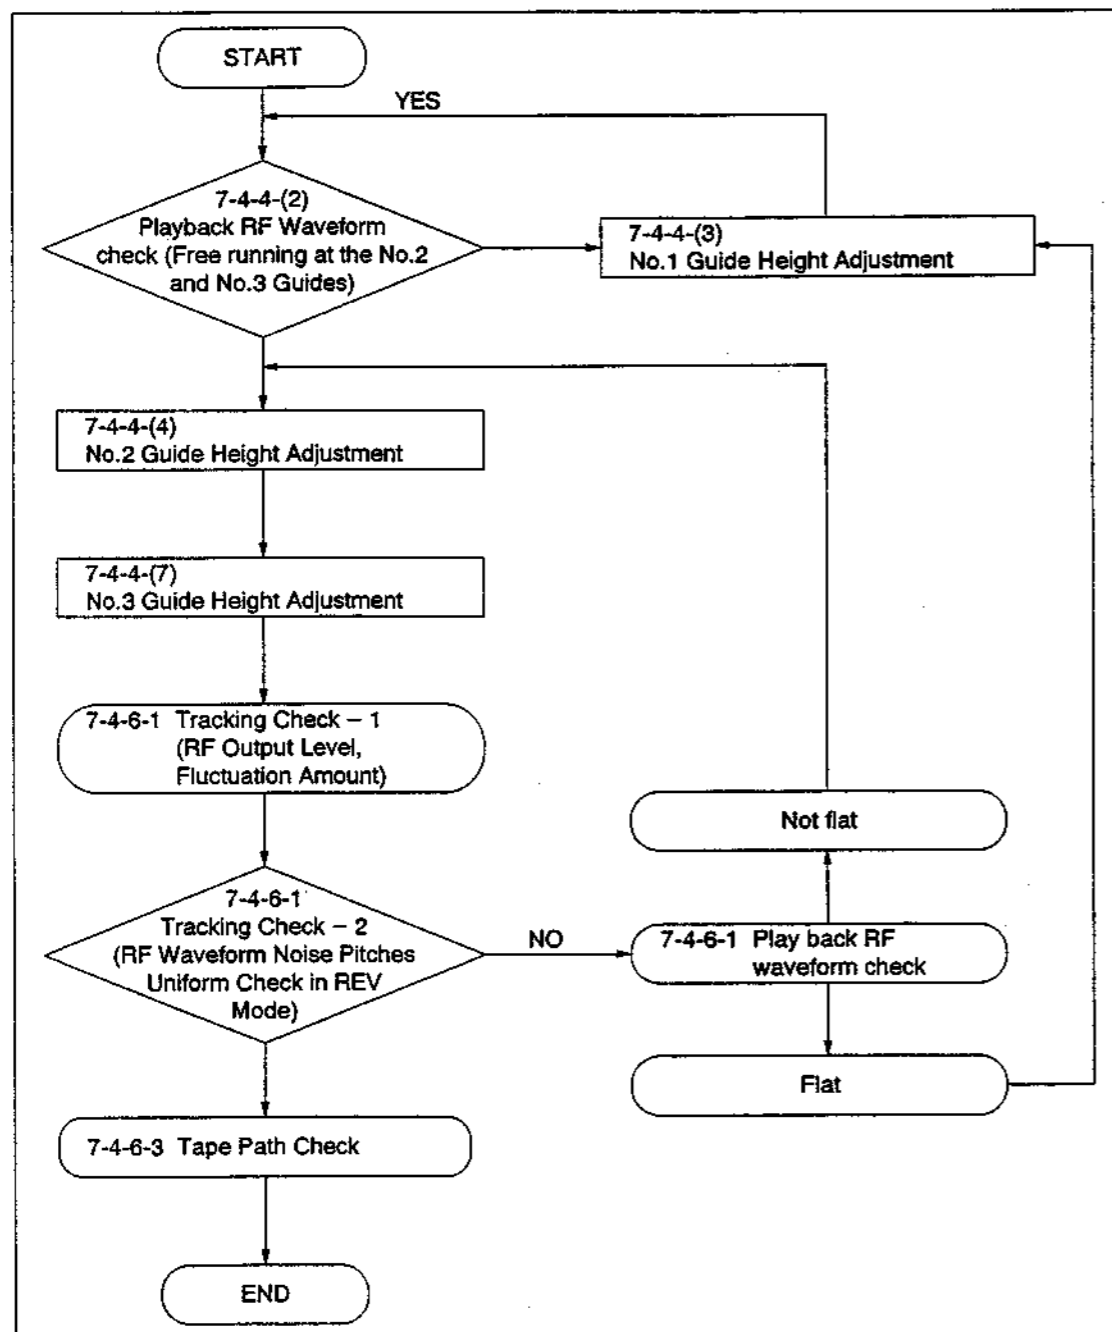 START
YES
7-4-4-(2)
Playback RF Waveform
check (Free running at the No.2
and No.3 Guides)
7-4-4-(3)
No.1 Guide Height Adjustment
7-4-4-(4)
No.2 Guide Height Adjustment
7-4-4-(7)
No.3 Guide Height Adjustment
7-4-6-1 Tracking Check – 1
(RF Output Level,
Fluctuation Amount)
Not flat
7-4-6-1
Tracking Check – 2
(RF Waveform Noise Pitches
Uniform Check in REV
Mode)
NO
7-4-6-1 Play back RF
waveform check
Flat
7-4-6-3 Tape Path Check
END